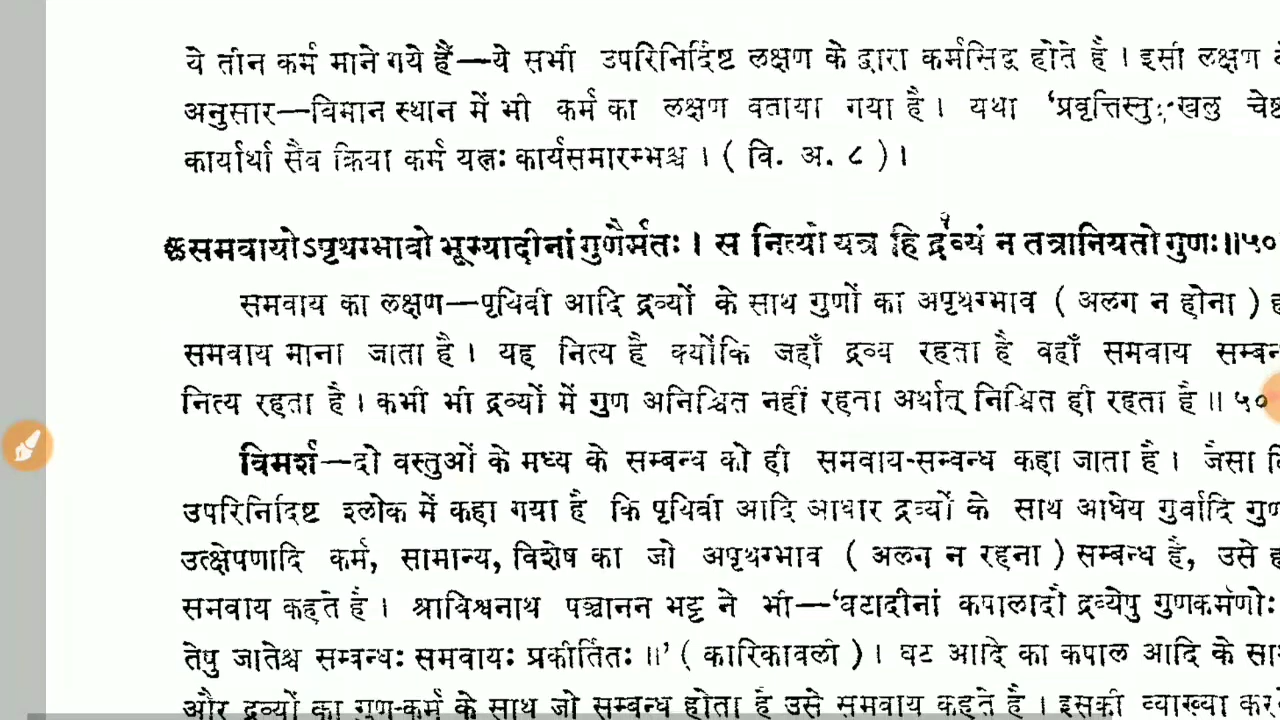 ये तीन कर्म माने गये हैं—ये सभी उपरिनिर्दिष्ट लक्षण के द्वारा कर्मसिद्व होते हैं । इसी लक्षण
अनुसार—विमान स्थान में भी कर्म का लक्षण बताया गया है । यथा 'प्रवृत्तिस्तु खलु
कार्यार्था सैव क्रिया कर्म यत्नः कार्यसमारम्भश्च । ( वि. अ. ८ ) ।
समवायोऽपृथग्भावो भूम्यादीनां गुणैर्मतः । स नित्यो यत्र हि द्रव्यं न तत्रानियतो गुणः॥५०
समवाय का लक्षण—पृथिवी आदि द्रव्यों के साथ गुणों का अपृथग्भाव ( अलग न होना )
समवाय माना जाता है । यह नित्य है क्योंकि जहाँ द्रव्य रहता है वहाँ समवाय
नित्य रहता है । कभी भी द्रव्यों में गुण अनिश्चित नहीं रहता अर्थात् निश्चित ही रहता है ॥ ५०
विमर्श—दो वस्तुओं के मध्य के सम्बन्ध को ही समवाय-सम्बन्ध कहा जाता है । जैसा
उपरिनिर्दिष्ट श्लोक में कहा गया है कि पृथिवी आदि आधार द्रव्यों के साथ आधेय गुर्वादि
उत्क्षेपणादि कर्म, सामान्य, विशेष का जो अपृथग्भाव ( अलग न रहना ) सम्बन्ध है, उसे
समवाय कहते हैं । श्रीविश्वनाथ पञ्चानन भट्ट ने भी—'घटादीनां कपालादौ द्रव्येषु गुणकर्मणोः
तेषु जातेश्च सम्बन्धः समवायः प्रकीर्तितः ॥' ( कारिकावली ) । घट आदि का कपाल आदि के
और द्रव्यों का गुण-कर्म के साथ जो सम्बन्ध होता है उसे समवाय कहते हैं । इसकी व्याख्या